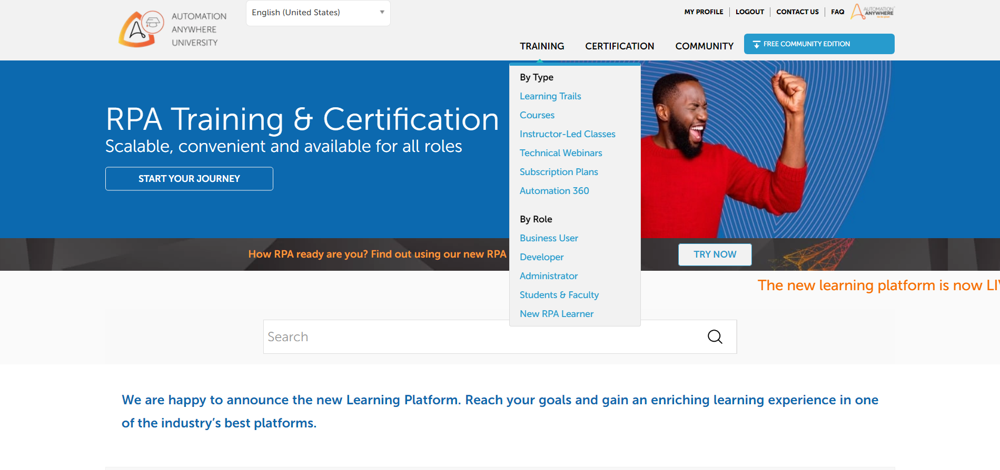 AUTOMATION
ANYWHERE
UNIVERSITY
English (United States)
MY PROFILE
LOGOUT
CONTACT US
FAQ
AUTOMATION
ANYWHERE
TRAINING
CERTIFICATION
COMMUNITY
FREE COMMUNITY EDITION
By Type
Learning Trails
Courses
Instructor-Led Classes
Technical Webinars
Subscription Plans
Automation 360
By Role
Business User
Developer
Administrator
Students & Faculty
New RPA Learner
RPA Training & Certification
Scalable, convenient and available for all roles
START YOUR JOURNEY
How RPA ready are you? Find out using our new RPA
TRY NOW
The new learning platform is now
Search
We are happy to announce the new Learning Platform. Reach your goals and gain an enriching learning experience in one
of the industry’s best platforms.